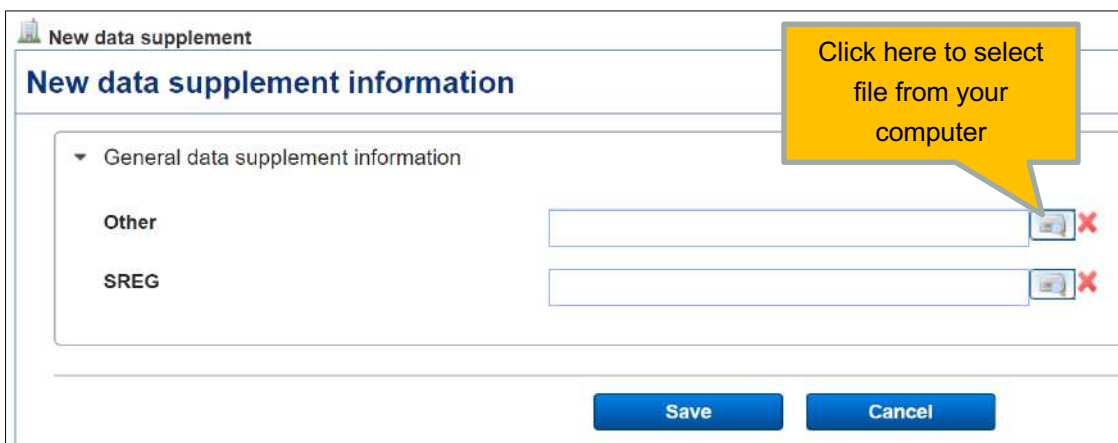 New data supplement
New data supplement information
Click here to select
file from your
computer
General data supplement information
Other
SREG
Save
Cancel